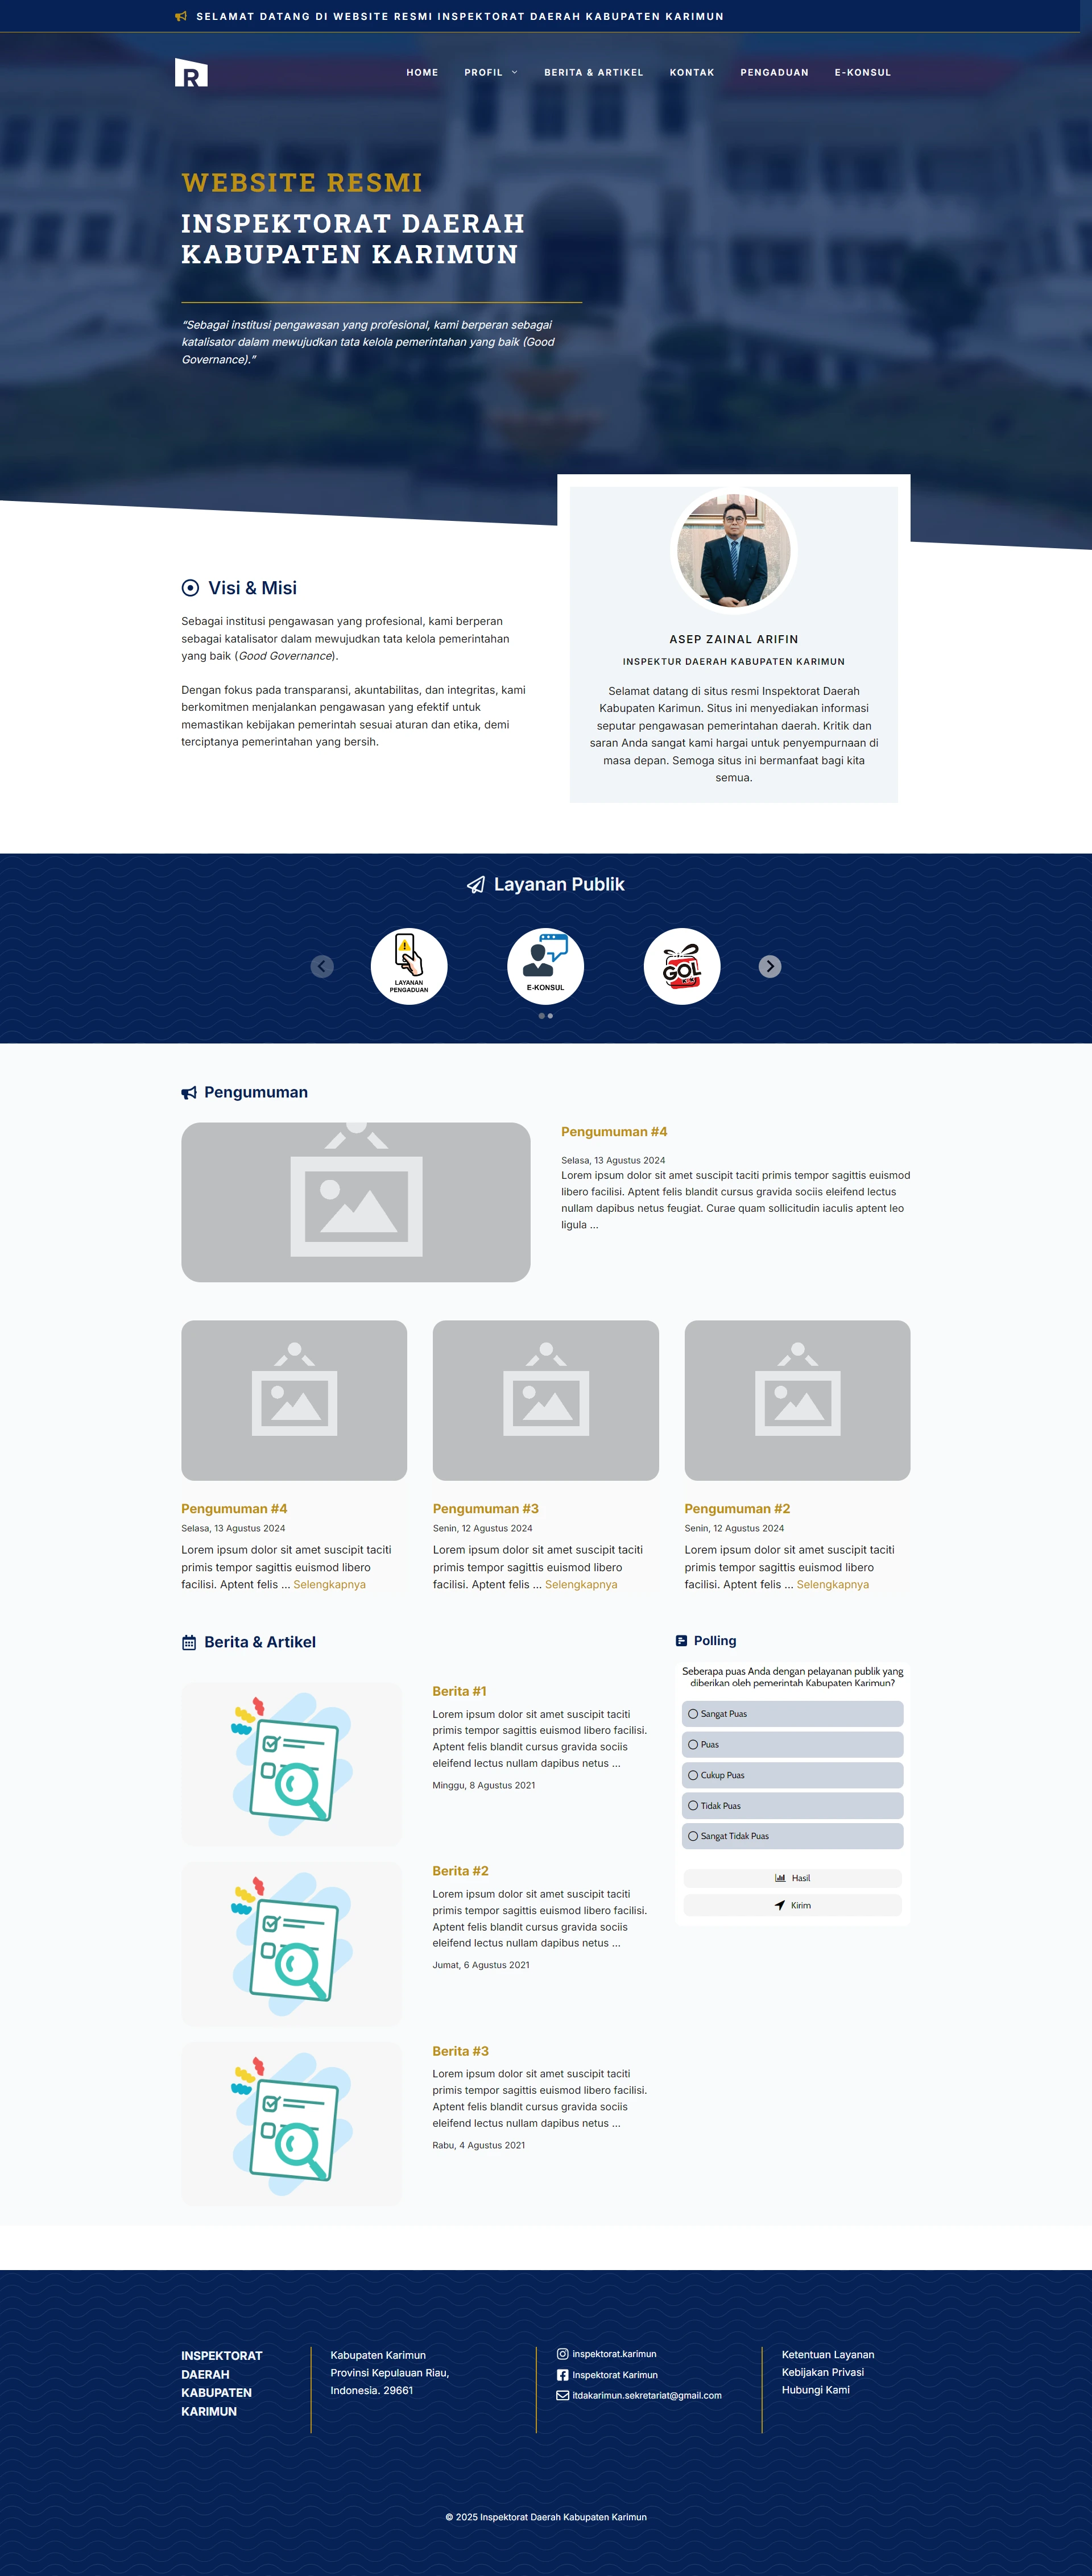 SELAMAT DATANG DI WEBSITE RESMI INSPEKTORAT DAERAH KABUPATEN KARIMUN
R
HOME PROFIL BERITA & ARTIKEL KONTAK PENGADUAN E-KONSUL
WEBSITE RESMI
INSPEKTORAT DAERAH
KABUPATEN KARIMUN
“Sebagai institusi pengawasan yang profesional, kami berperan sebagai
katalisator dalam mewujudkan tata kelola pemerintahan yang baik (Good
Governance).”
Visi & Misi
Sebagai institusi pengawasan yang profesional, kami berperan
sebagai katalisator dalam mewujudkan tata kelola pemerintahan
yang baik (Good Governance).
Dengan fokus pada transparansi, akuntabilitas, dan integritas, kami
berkomitmen menjalankan pengawasan yang efektif untuk
memastikan kebijakan pemerintah sesuai aturan dan etika, demi
terciptanya pemerintahan yang bersih.
ASEP ZAINAL ARIFIN
INSPEKTUR DAERAH KABUPATEN KARIMUN
Selamat datang di situs resmi Inspektorat Daerah
Kabupaten Karimun. Situs ini menyediakan informasi
seputar pengawasan pemerintahan daerah. Kritik dan
saran Anda sangat kami hargai untuk penyempurnaan di
masa depan. Semoga situs ini bermanfaat bagi kita
semua.
Layanan Publik
LAYANAN
PENGADUAN
E-KONSUL
GOL
Pengumuman
Pengumuman #4
Selasa, 13 Agustus 2024
Lorem ipsum dolor sit amet suscipit taciti primis tempor sagittis euismod
libero facilisi. Aptent felis blandit cursus gravida sociis eleifend lectus
nullam dapibus netus feugiat. Curae quam sollicitudin iaculis aptent leo
ligula ...
Pengumuman #4
Selasa, 13 Agustus 2024
Lorem ipsum dolor sit amet suscipit taciti
primis tempor sagittis euismod libero
facilisi. Aptent felis ... Selengkapnya
Pengumuman #3
Senin, 12 Agustus 2024
Lorem ipsum dolor sit amet suscipit taciti
primis tempor sagittis euismod libero
facilisi. Aptent felis ... Selengkapnya
Pengumuman #2
Senin, 12 Agustus 2024
Lorem ipsum dolor sit amet suscipit taciti
primis tempor sagittis euismod libero
facilisi. Aptent felis ... Selengkapnya
Berita & Artikel
Berita #1
Lorem ipsum dolor sit amet suscipit taciti
primis tempor sagittis euismod libero facilisi.
Aptent felis blandit cursus gravida sociis
eleifend lectus nullam dapibus netus ...
Minggu, 8 Agustus 2021
Berita #2
Lorem ipsum dolor sit amet suscipit taciti
primis tempor sagittis euismod libero facilisi.
Aptent felis blandit cursus gravida sociis
eleifend lectus nullam dapibus netus ...
Jumat, 6 Agustus 2021
Berita #3
Lorem ipsum dolor sit amet suscipit taciti
primis tempor sagittis euismod libero facilisi.
Aptent felis blandit cursus gravida sociis
eleifend lectus nullam dapibus netus ...
Rabu, 4 Agustus 2021
Polling
Seberapa puas Anda dengan pelayanan publik yang
diberikan oleh pemerintah Kabupaten Karimun?
Sangat Puas
Puas
Cukup Puas
Tidak Puas
Sangat Tidak Puas
Hasil
Kirim
INSPEKTORAT
DAERAH
KABUPATEN
KARIMUN
Kabupaten Karimun
Provinsi Kepulauan Riau,
Indonesia. 29661
inspektorat.karimun
Inspektorat Karimun
itdakarimun.sekretariat@gmail.com
Ketentuan Layanan
Kebijakan Privasi
Hubungi Kami
© 2025 Inspektorat Daerah Kabupaten Karimun